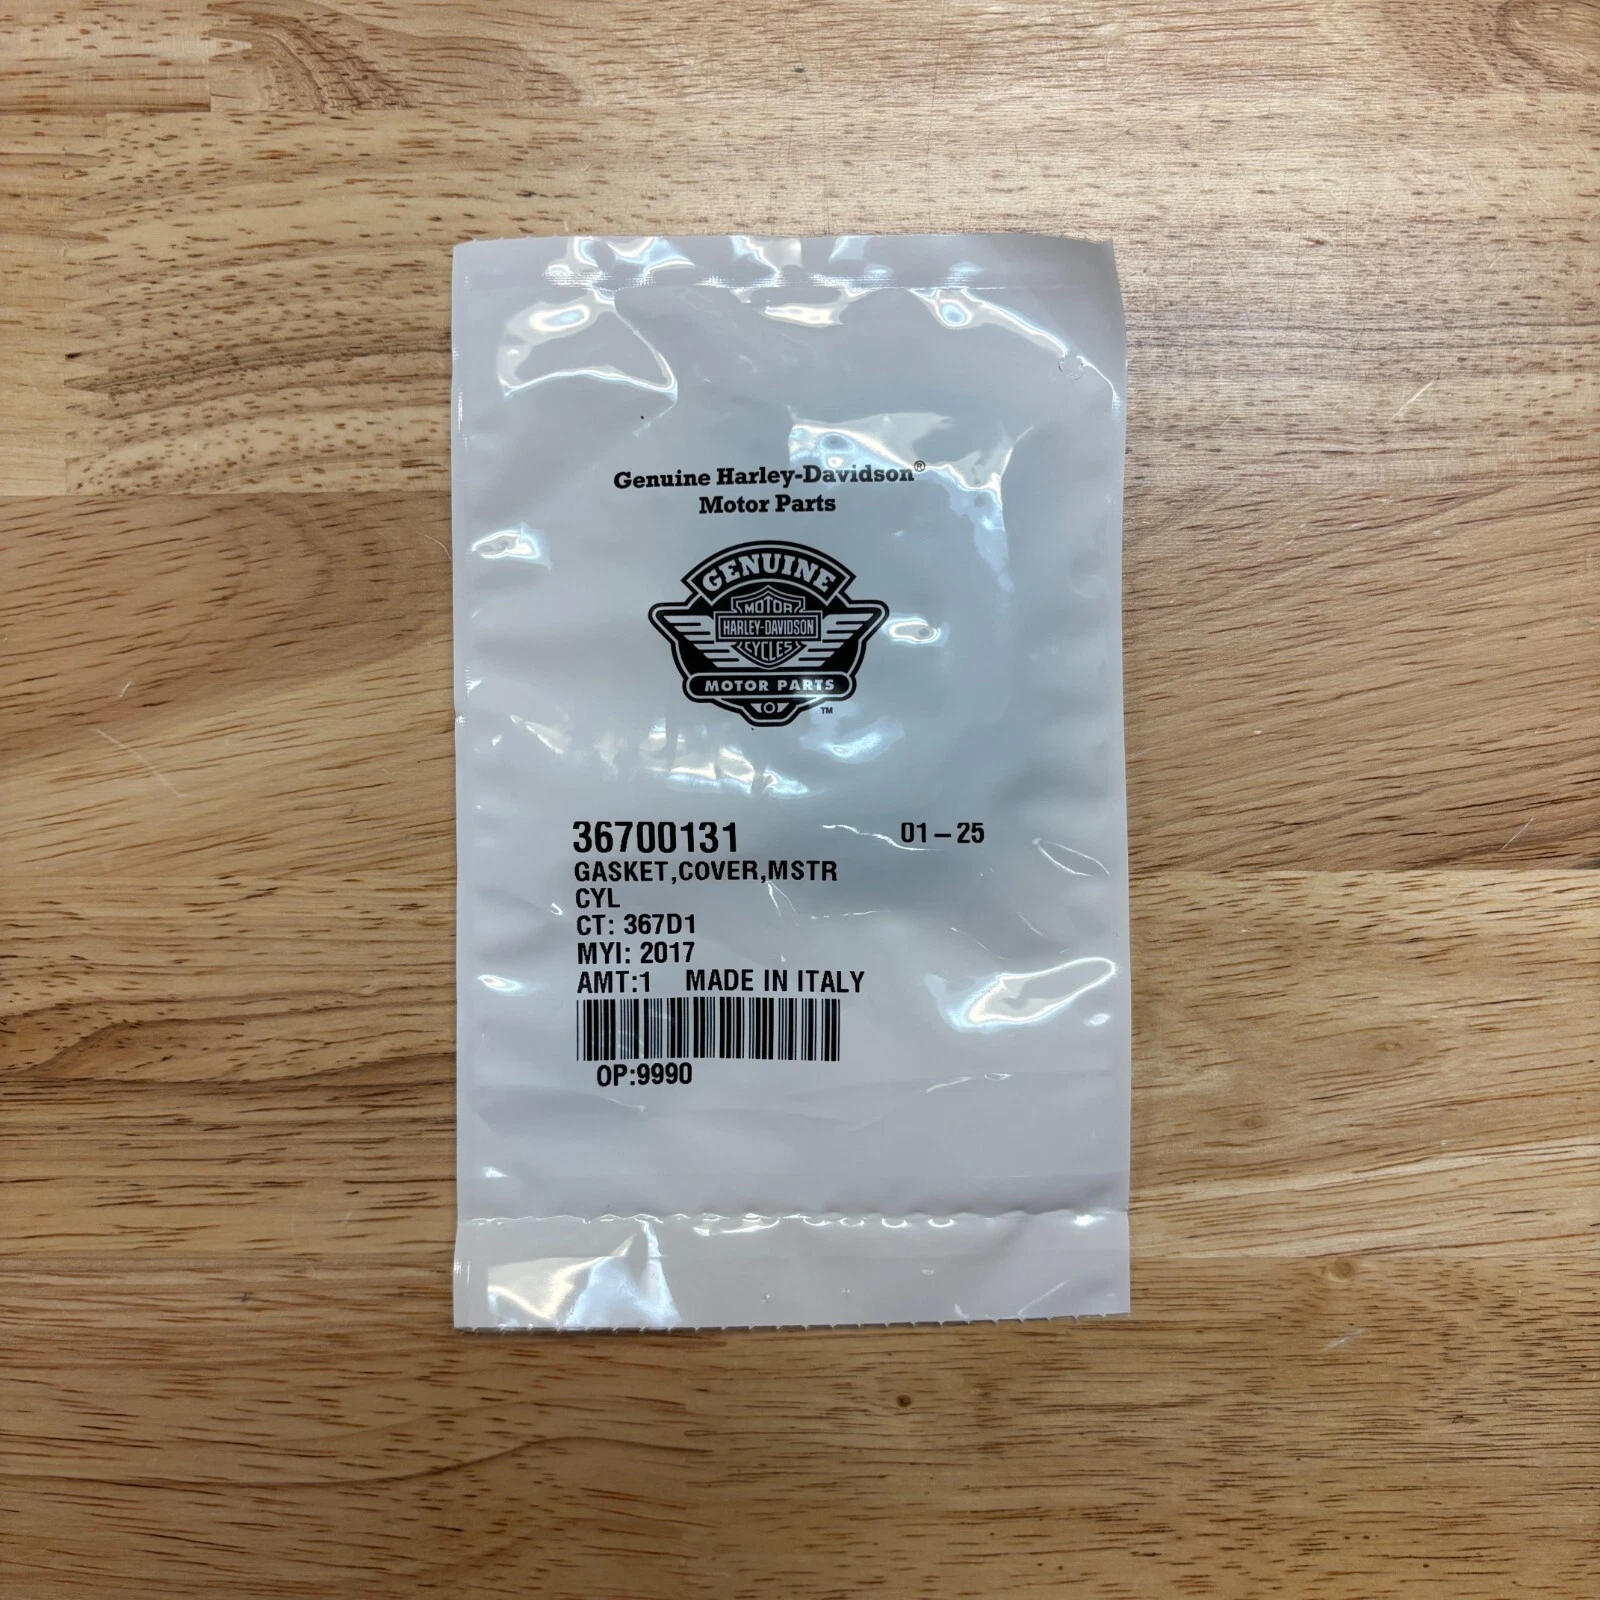 Genuine Harley-Davidson®
Motor Parts
GENUINE
MOTOR
HARLEY-DAVIDSON
CYCLES
MOTOR PARTS
TM
36700131 01-25
GASKET,COVER,MSTR
CYL
CT: 367D1
MYI: 2017
AMT:1 MADE IN ITALY
OP:9990